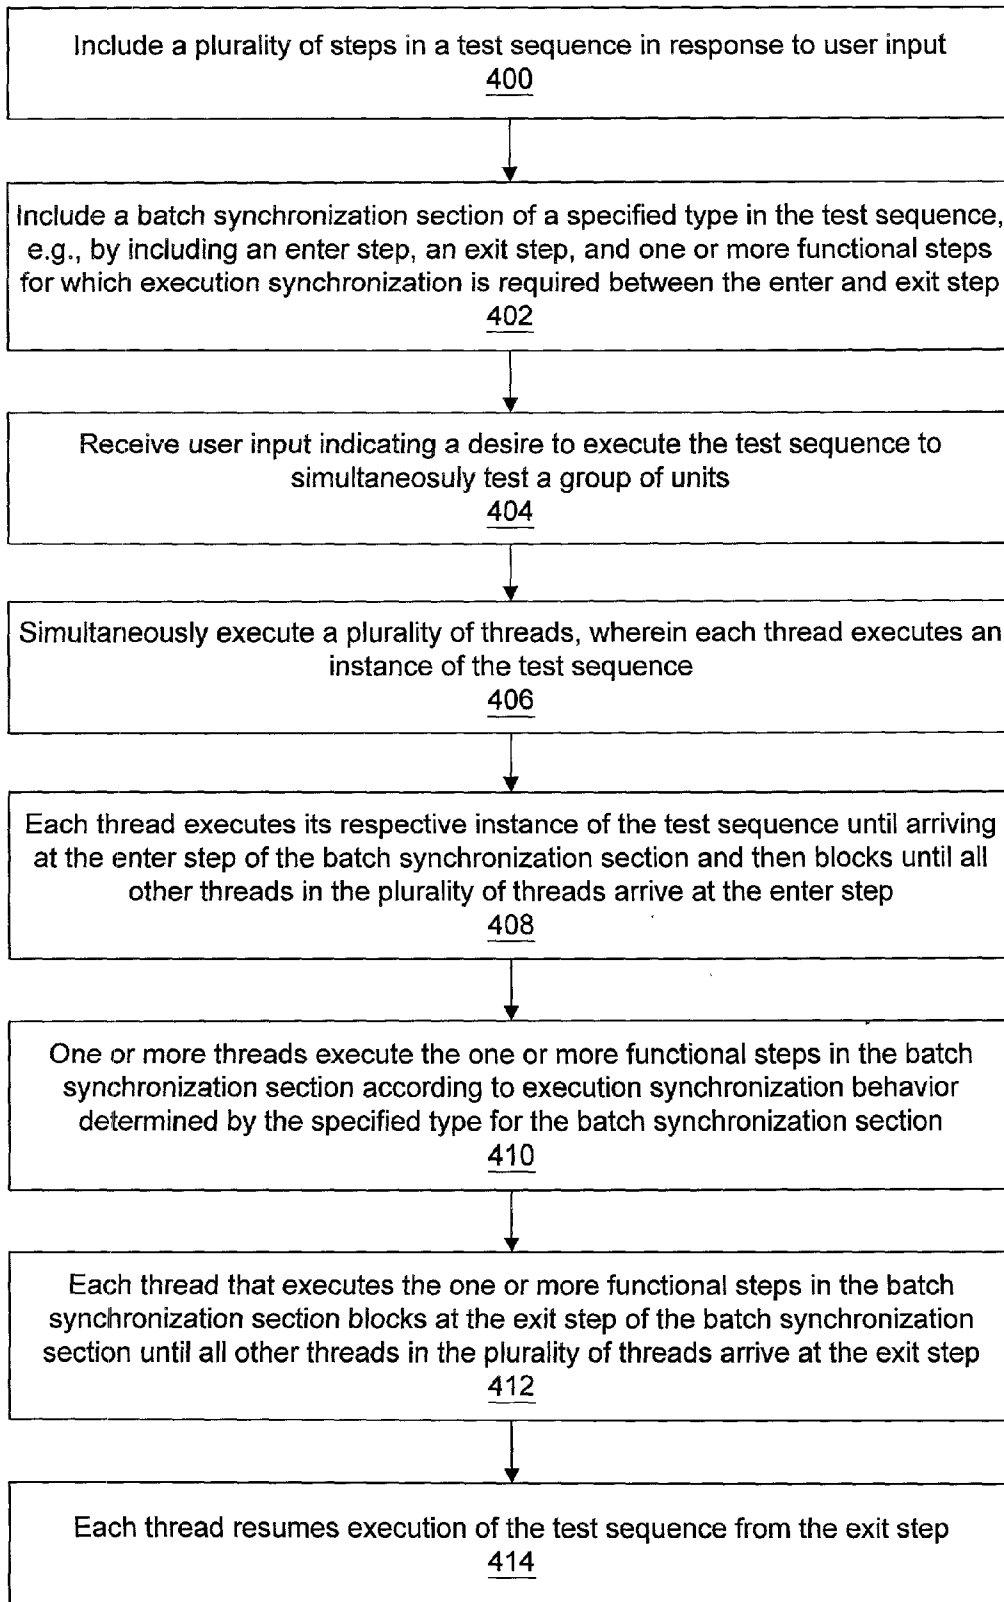 Include a plurality of steps in a test sequence in response to user input
400
Include a batch synchronization section of a specified type in the test sequence,
e.g., by including an enter step, an exit step, and one or more functional steps
for which execution synchronization is required between the enter and exit step
402
Receive user input indicating a desire to execute the test sequence to
simultaneosuly test a group of units
404
Simultaneously execute a plurality of threads, wherein each thread executes an
instance of the test sequence
406
Each thread executes its respective instance of the test sequence until arriving
at the enter step of the batch synchronization section and then blocks until all
other threads in the plurality of threads arrive at the enter step
408
One or more threads execute the one or more functional steps in the batch
synchronization section according to execution synchronization behavior
determined by the specified type for the batch synchronization section
410
Each thread that executes the one or more functional steps in the batch
synchronization section blocks at the exit step of the batch synchronization
section until all other threads in the plurality of threads arrive at the exit step
412
Each thread resumes execution of the test sequence from the exit step
414